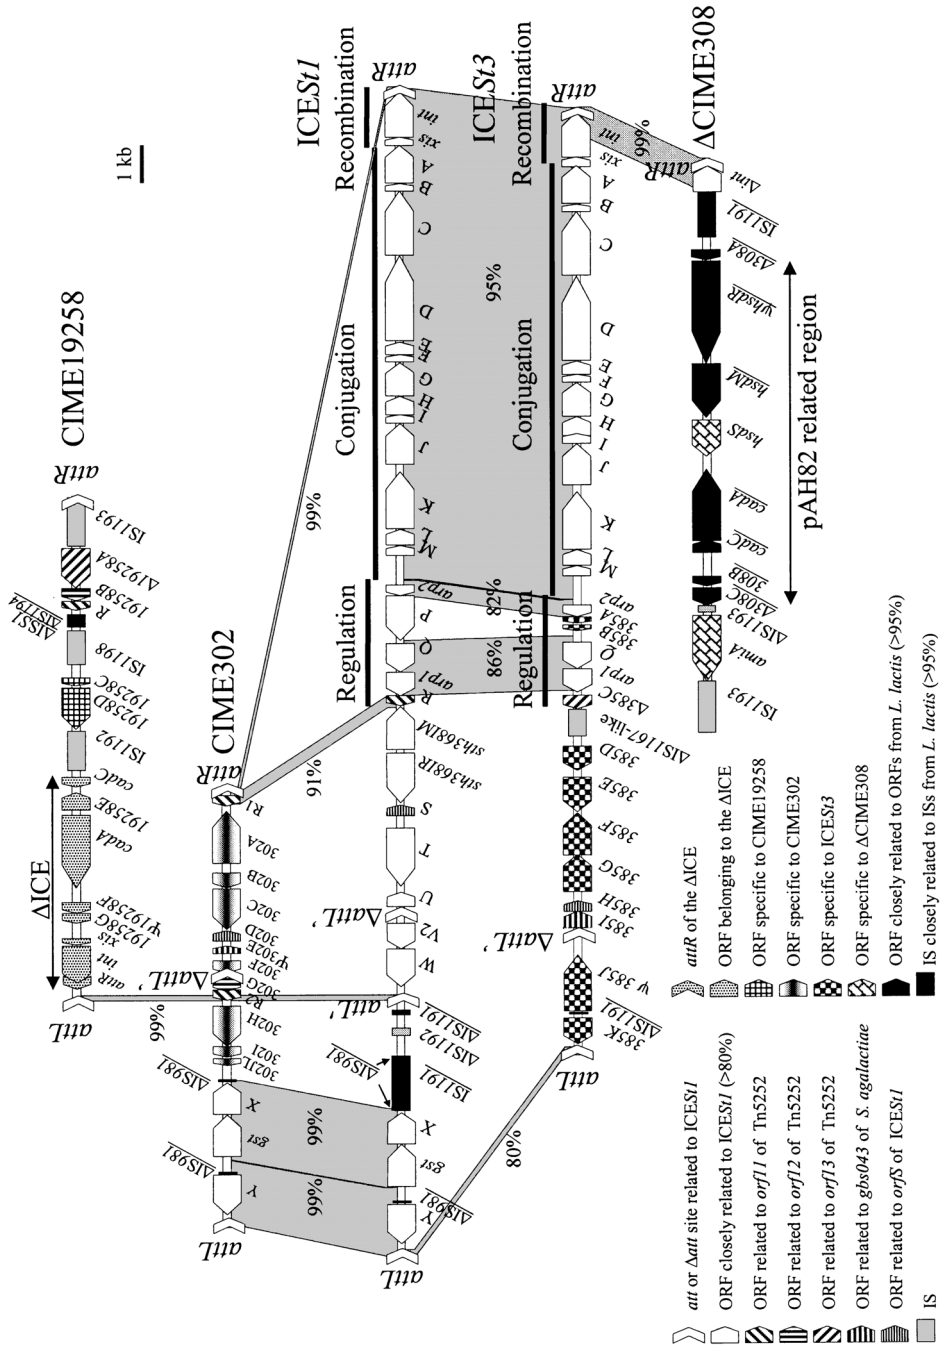 CIME19258
attL
attR
int
xis
19258G
Ψ19258F
cadA
19258E
cadC
IS1192
19258D
19258C
IS1198
ΔIS1194
ΔISS1
R
19258B
Δ19258A
IS1193
attR
ΔICE
1 kb
99%
CIME302
attL
Y
ΔIS981
gst
X
ΔIS981
302JL
302I
302H
R2
302G
ΔattL'
302F
Ψ302E
302D
302C
302B
302A
R1
attR
99%
99%
91%
99%
ICESt1
Regulation
Conjugation
Recombination
attL
Y
ΔIS981
gst
X
IS1191
ΔIS981
ΔIS1192
ΔIS1191
attL'
W
V2
ΔattL'
U
T
S
sth368IR
sth368IM
R
arp1
Q
P
arp2
M
L
K
J
I
H
G
F
E
D
C
B
A
xis
int
attR
80%
86%
82%
95%
ICESt3
Regulation
Conjugation
Recombination
attL
385K
ΔIS1191
Ψ 385J
ΔattL'
385I
385H
385G
385F
385E
385D
ΔIS1167-like
Δ385C
arp1
Q
385B
385A
arp2
M
L
K
J
I
H
G
F
E
D
C
B
A
xis
int
attR
99%
ΔCIME308
IS1193
amiA
ΔIS1193
Δ308C
308B
cadC
cadA
hsdS
hsdM
ψhsdR
Δ308A
IS1191
Δint
attR
pAH82 related region
att or Δatt site related to ICESt1
ORF closely related to ICESt1 (>80%)
ORF related to orf11 of Tn5252
ORF related to orf12 of Tn5252
ORF related to orf13 of Tn5252
ORF related to gbs043 of S. agalactiae
ORF related to orfS of ICESt1
IS
attR of the ΔICE
ORF belonging to the ΔICE
ORF specific to CIME19258
ORF specific to CIME302
ORF specific to ICESt3
ORF specific to ΔCIME308
ORF closely related to ORFs from L. lactis (>95%)
IS closely related to ISs from L. lactis (>95%)